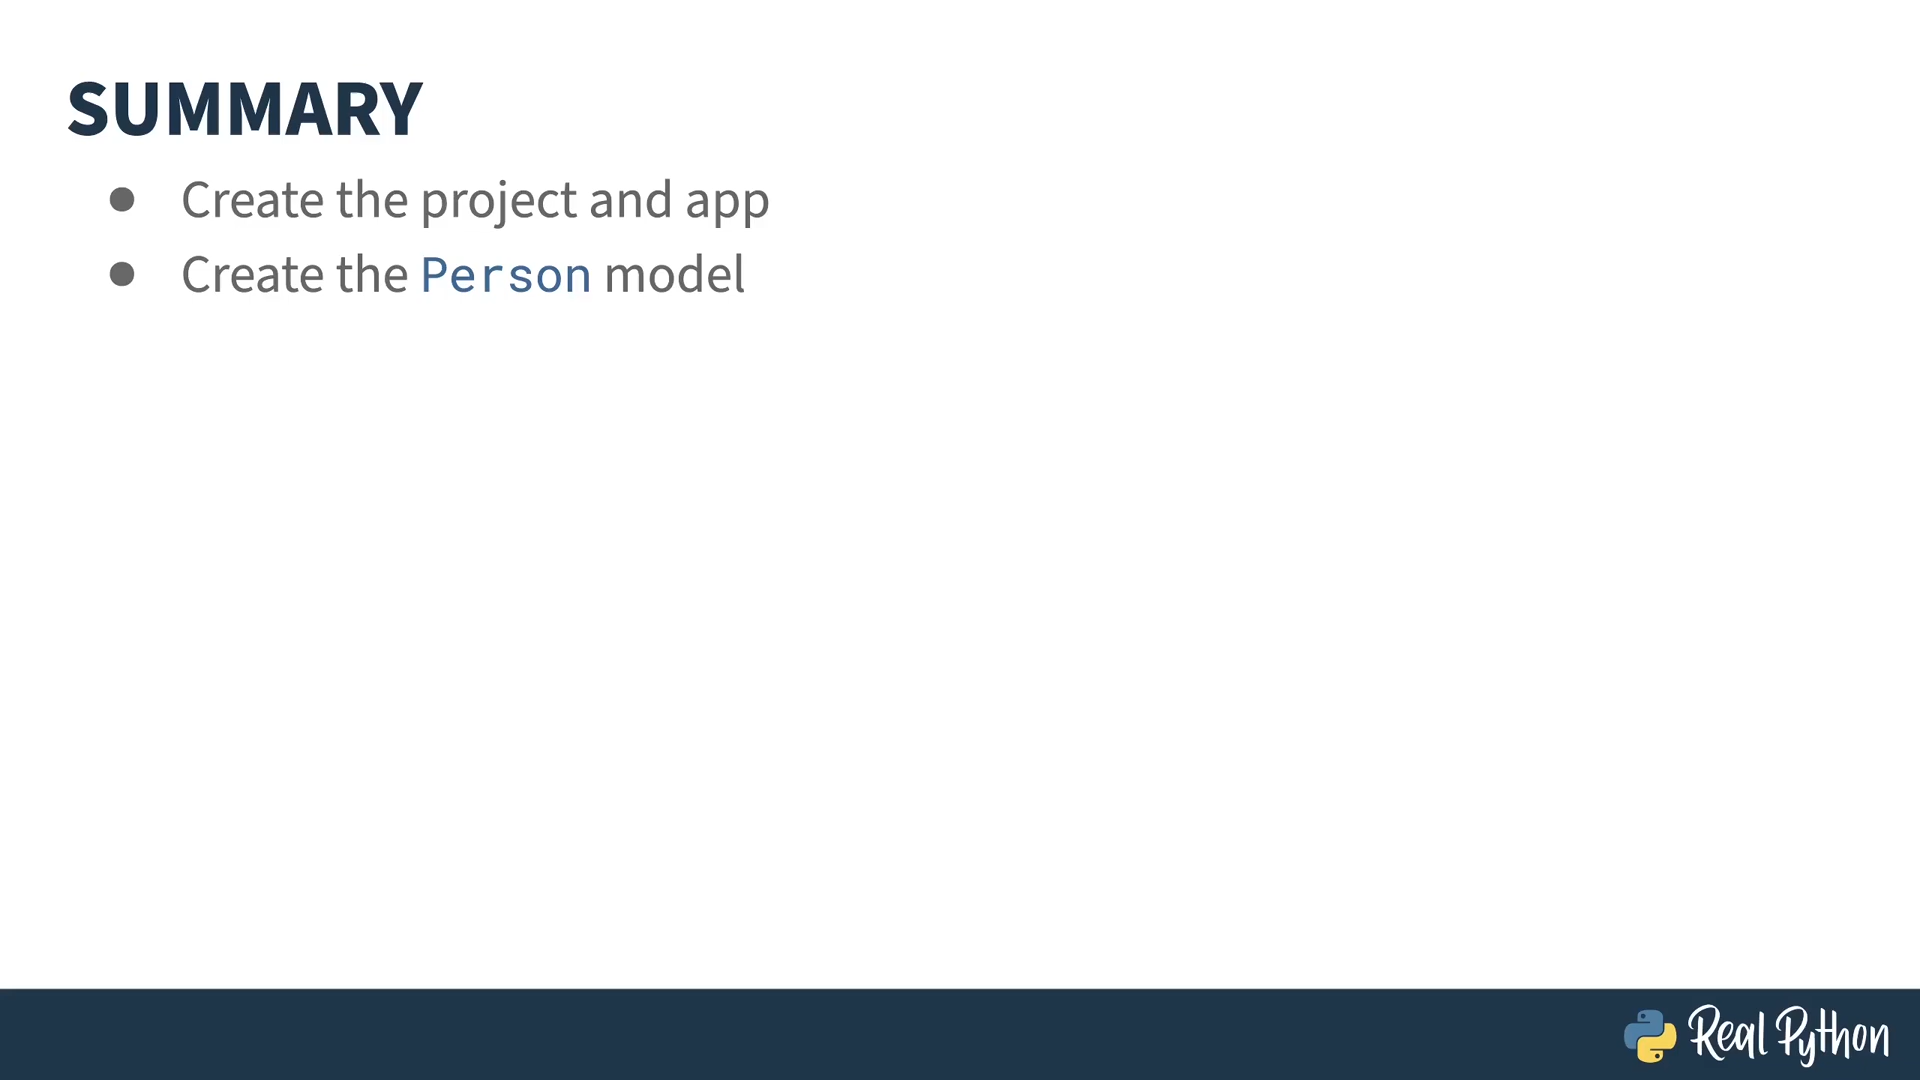 SUMMARY
● Create the project and app
● Create the Person model
Real Python